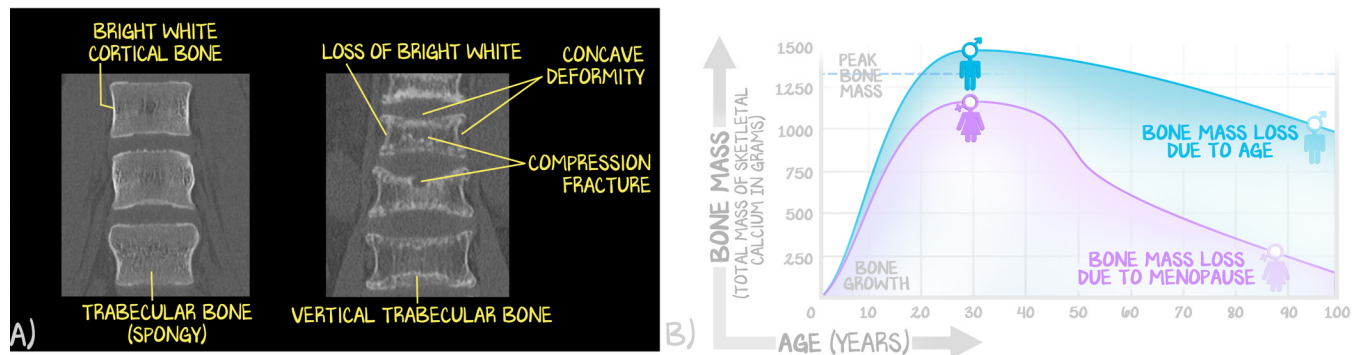 BRIGHT WHITE
CORTICAL BONE
TRABECULAR BONE
(SPONGY)
LOSS OF BRIGHT WHITE
CONCAVE
DEFORMITY
COMPRESSION
FRACTURE
VERTICAL TRABECULAR BONE
A)
B)
BONE MASS
(TOTAL MASS OF SKETLETAL
CALCIUM IN GRAMS)
1500
1250
1000
750
500
250
PEAK
BONE
MASS
BONE
GROWTH
BONE MASS LOSS
DUE TO AGE
BONE MASS LOSS
DUE TO MENOPAUSE
0 10 20 30 40 50 60 70 80 90 100
AGE (YEARS)